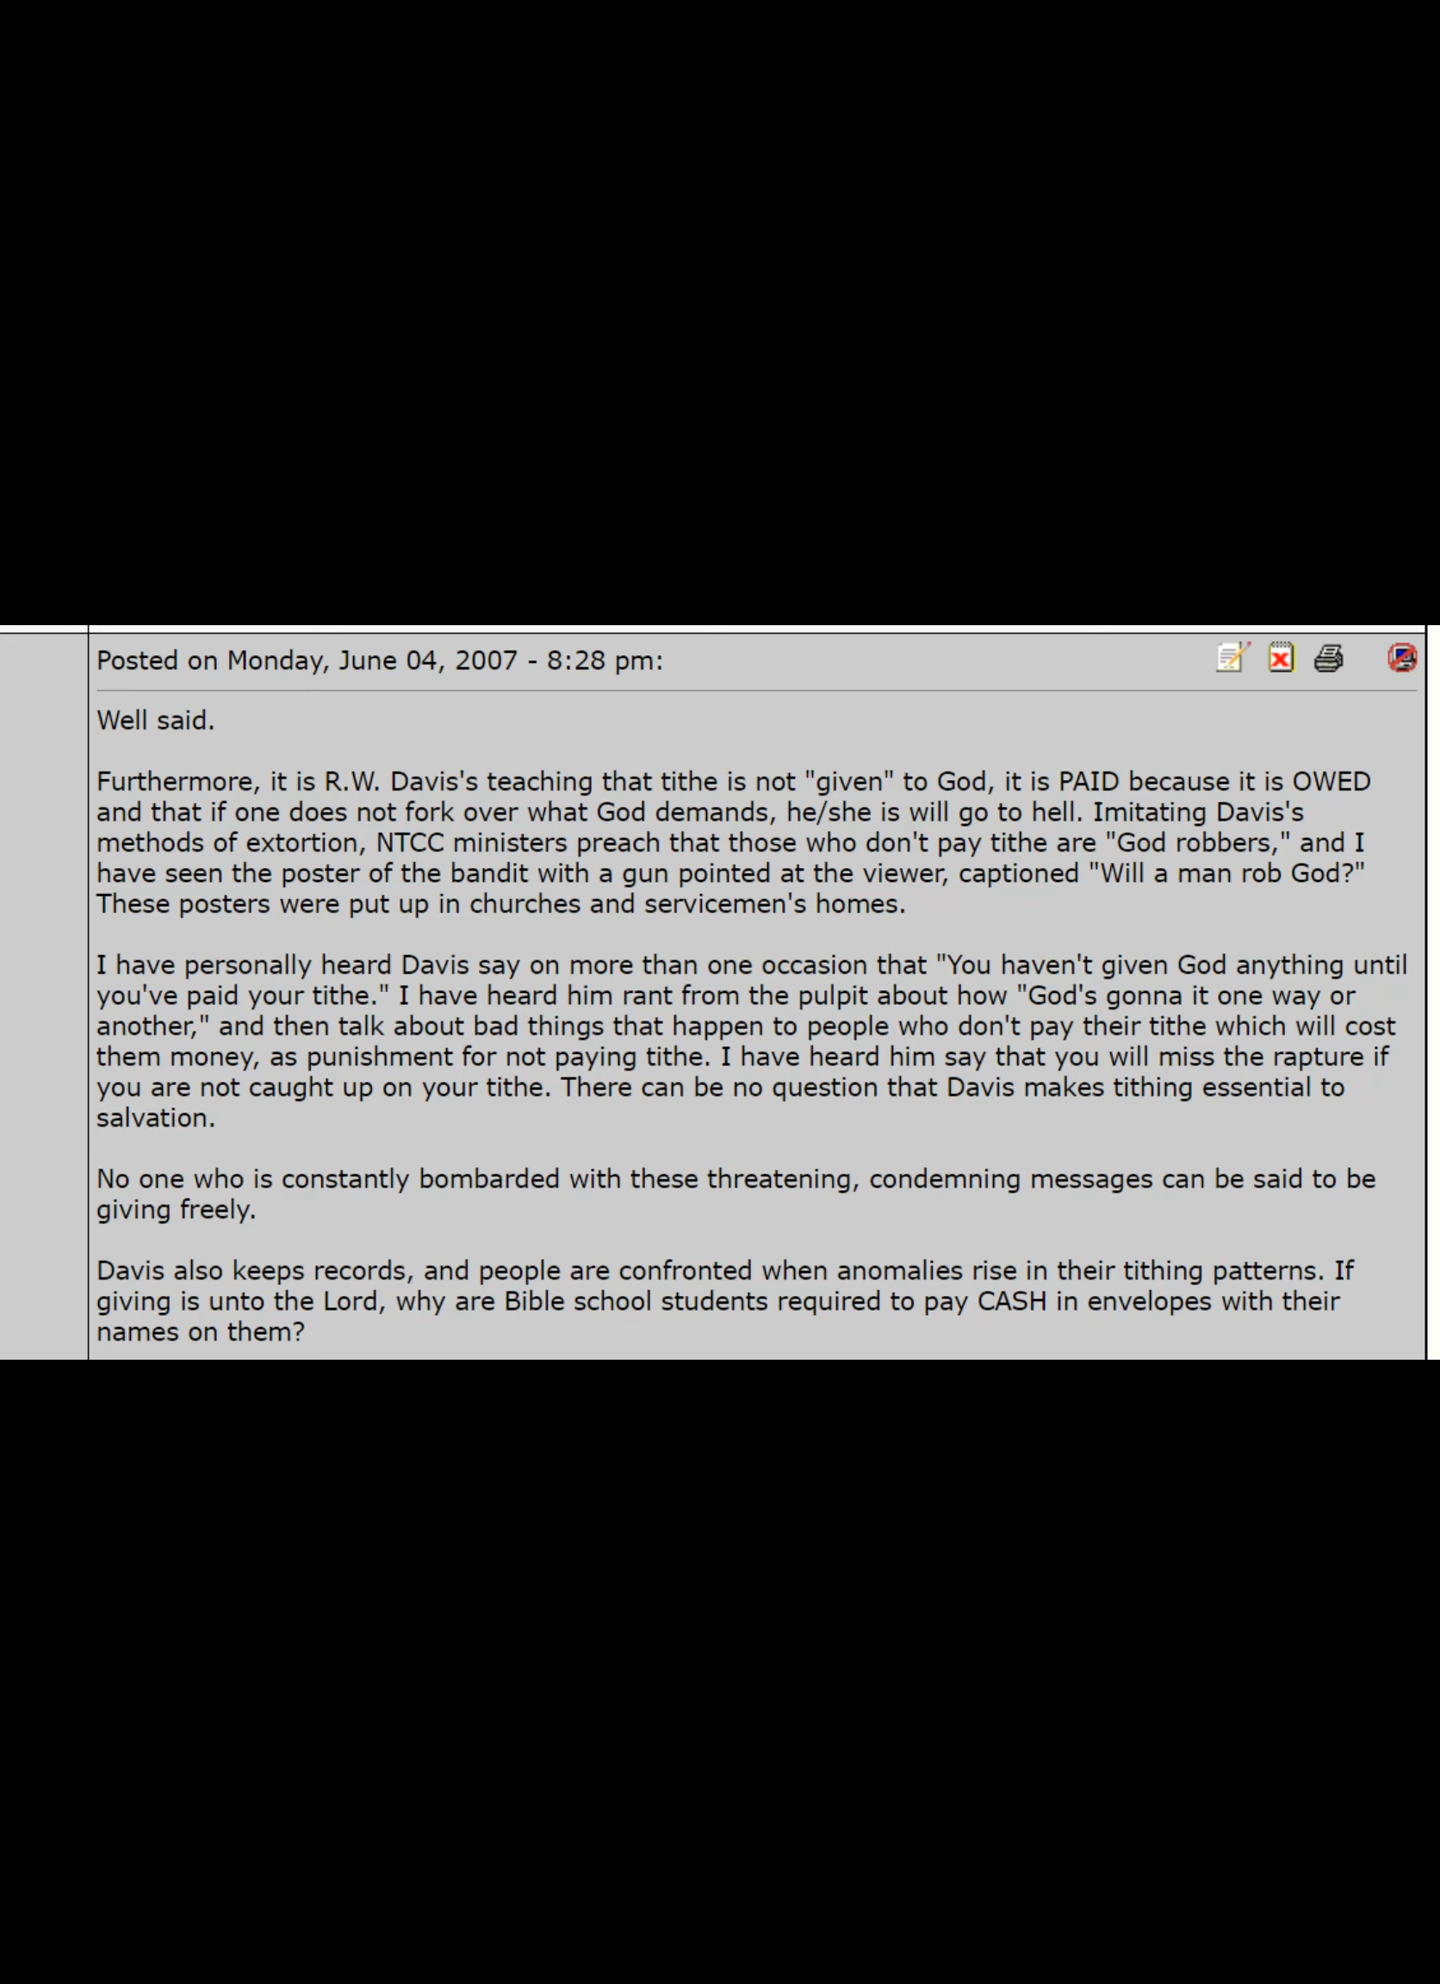 Posted on Monday, June 04, 2007 - 8:28 pm:
Well said.
Furthermore, it is R.W. Davis's teaching that tithe is not "given" to God, it is PAID because it is OWED
and that if one does not fork over what God demands, he/she is will go to hell. Imitating Davis's
methods of extortion, NTCC ministers preach that those who don't pay tithe are "God robbers," and I
have seen the poster of the bandit with a gun pointed at the viewer, captioned "Will a man rob God?"
These posters were put up in churches and servicemen's homes.
I have personally heard Davis say on more than one occasion that "You haven't given God anything until
you've paid your tithe." I have heard him rant from the pulpit about how "God's gonna it one way or
another," and then talk about bad things that happen to people who don't pay their tithe which will cost
them money, as punishment for not paying tithe. I have heard him say that you will miss the rapture if
you are not caught up on your tithe. There can be no question that Davis makes tithing essential to
salvation.
No one who is constantly bombarded with these threatening, condemning messages can be said to be
giving freely.
Davis also keeps records, and people are confronted when anomalies rise in their tithing patterns. If
giving is unto the Lord, why are Bible school students required to pay CASH in envelopes with their
names on them?